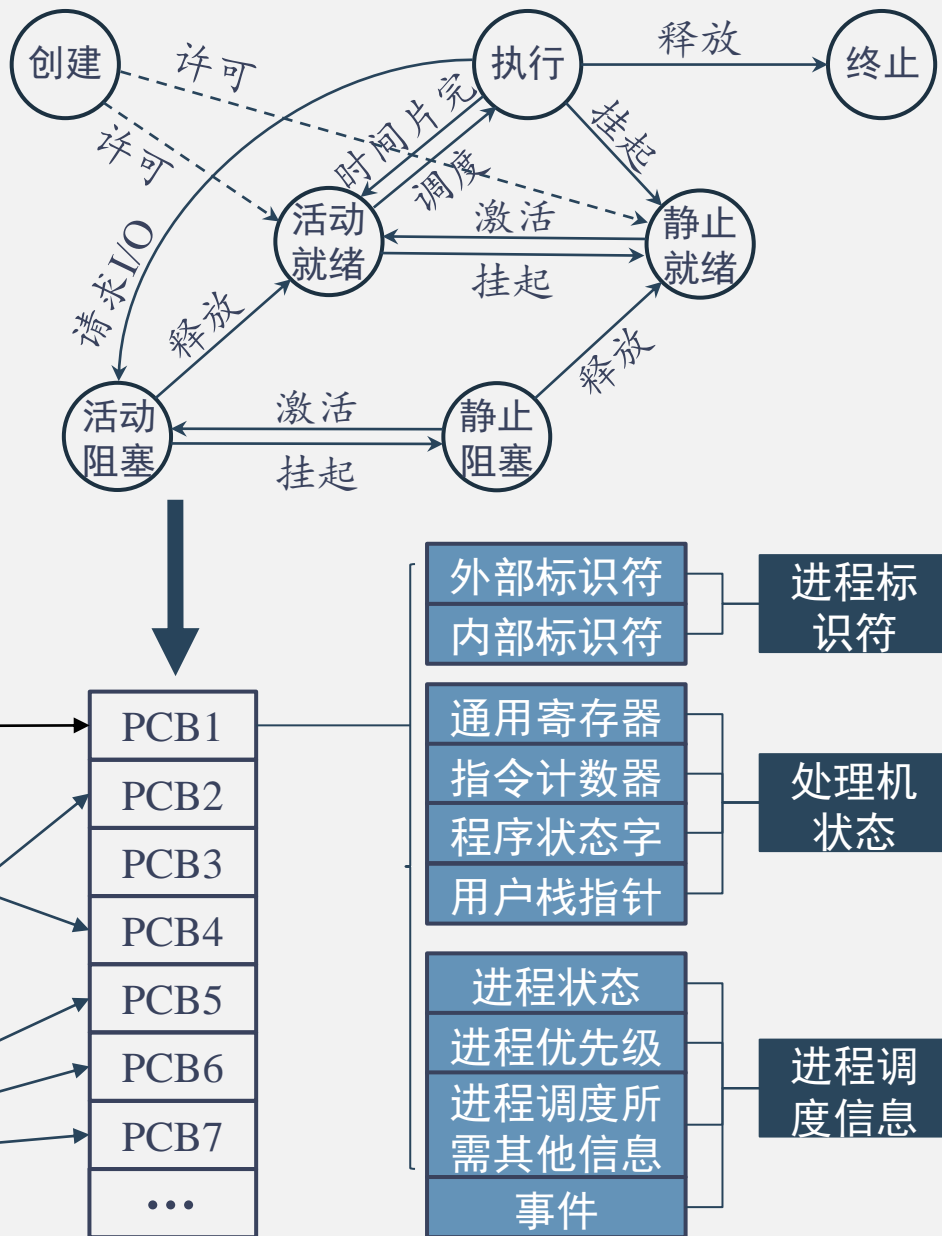 创建
许可
执行
释放
终止
许可
时间片完
调度
挂起
活动
就绪
激活
挂起
静止
就绪
请求I/O
释放
释放
活动
阻塞
激活
挂起
静止
阻塞
外部标识符
内部标识符
进程标
识符
PCB1
PCB2
PCB3
PCB4
PCB5
PCB6
PCB7
…
通用寄存器
指令计数器
程序状态字
用户栈指针
处理机
状态
进程状态
进程优先级
进程调度所
需其他信息
事件
进程调
度信息